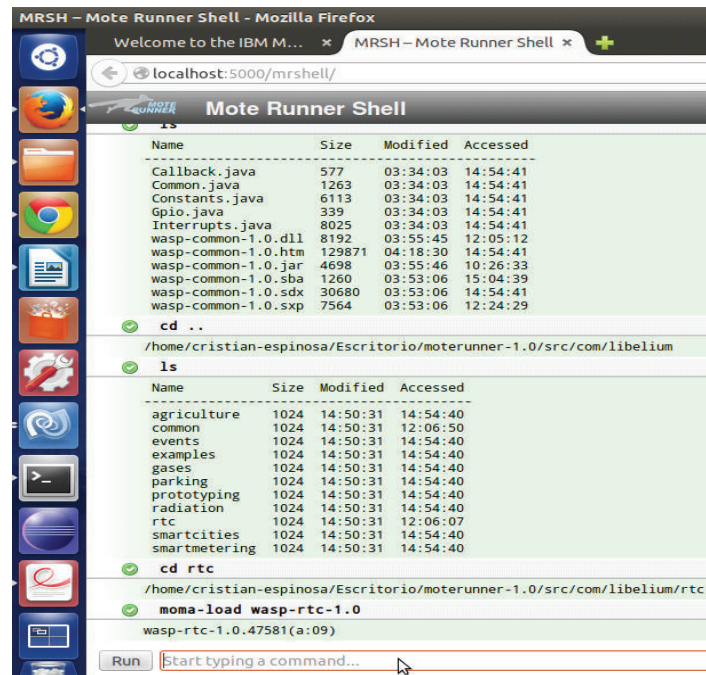 MRSH – Mote Runner Shell - Mozilla Firefox
Welcome to the IBM M... × MRSH – Mote Runner Shell ×
localhost:5000/mrshell/
MOTE RUNNER Mote Runner Shell
ls
Name Size Modified Accessed
Callback.java 577 03:34:03 14:54:41
Common.java 1263 03:34:03 14:54:41
Constants.java 6113 03:34:03 14:54:41
Gpio.java 339 03:34:03 14:54:41
Interrupts.java 8025 03:34:03 14:54:41
wasp-common-1.0.dll 8192 03:55:45 12:05:12
wasp-common-1.0.htm 129871 04:18:30 14:54:41
wasp-common-1.0.jar 4698 03:55:46 10:26:33
wasp-common-1.0.sba 1260 03:53:06 15:04:39
wasp-common-1.0.sdx 30680 03:53:06 14:54:41
wasp-common-1.0.sxp 7564 03:53:06 12:24:29
cd ..
/home/cristian-espinosa/Escritorio/moterunner-1.0/src/com/libelium
ls
Name Size Modified Accessed
agriculture 1024 14:50:31 14:54:40
common 1024 14:50:31 12:06:50
events 1024 14:50:31 14:54:40
examples 1024 14:50:31 14:54:40
gases 1024 14:50:31 14:54:40
parking 1024 14:50:31 14:54:40
prototyping 1024 14:50:31 14:54:40
radiation 1024 14:50:31 14:54:40
rtc 1024 14:50:31 12:06:07
smartcities 1024 14:50:31 14:54:40
smartmetering 1024 14:50:31 14:54:40
cd rtc
/home/cristian-espinosa/Escritorio/moterunner-1.0/src/com/libelium/rtc
moma-load wasp-rtc-1.0
wasp-rtc-1.0.47581(a:09)
Run Start typing a command...